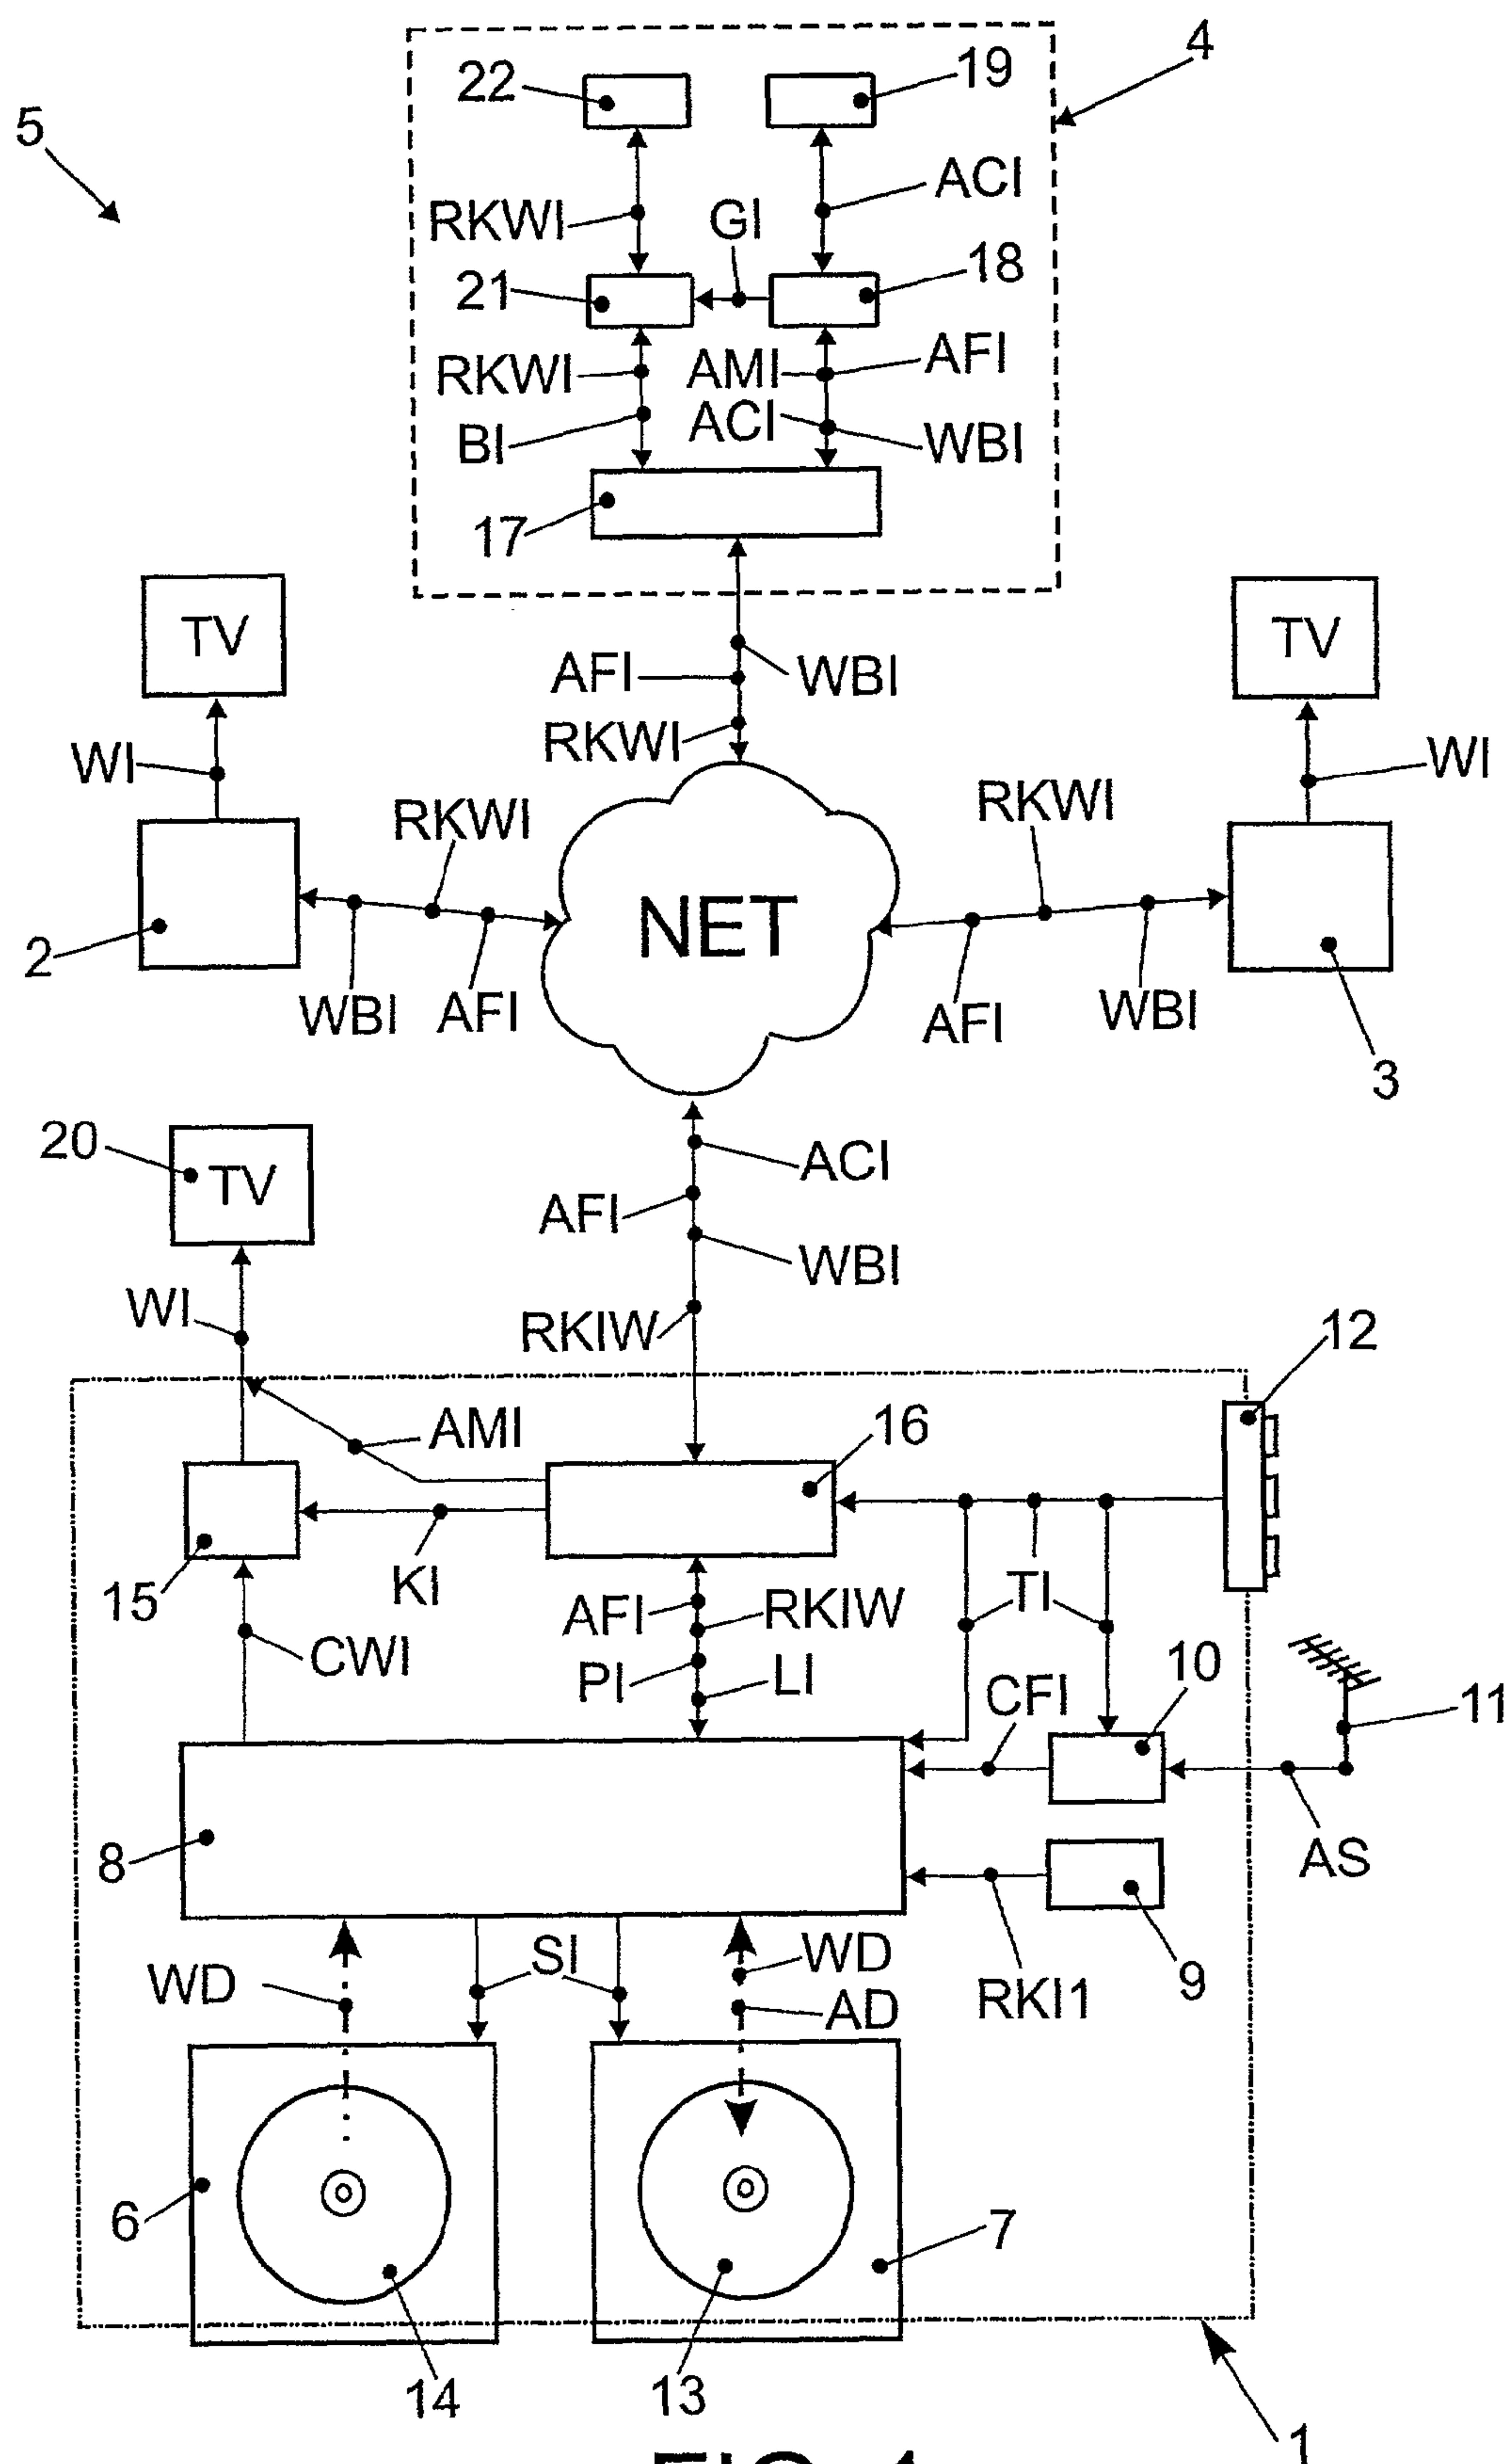 22
19
4
5
ACI
RKWI
GI
18
21
RKWI
AMI
AFI
BI
ACI
WBI
17
TV
TV
AFI
WBI
RKWI
WI
WI
RKWI
RKWI
NET
2
WBI
AFI
AFI
WBI
3
20
TV
ACI
AFI
WBI
WI
RKIW
12
AMI
16
15
KI
AFI
RKIW
TI
CWI
PI
LI
CFI
10
11
8
AS
WD
SI
WD
AD
RKI1
9
6
7
14
13
1